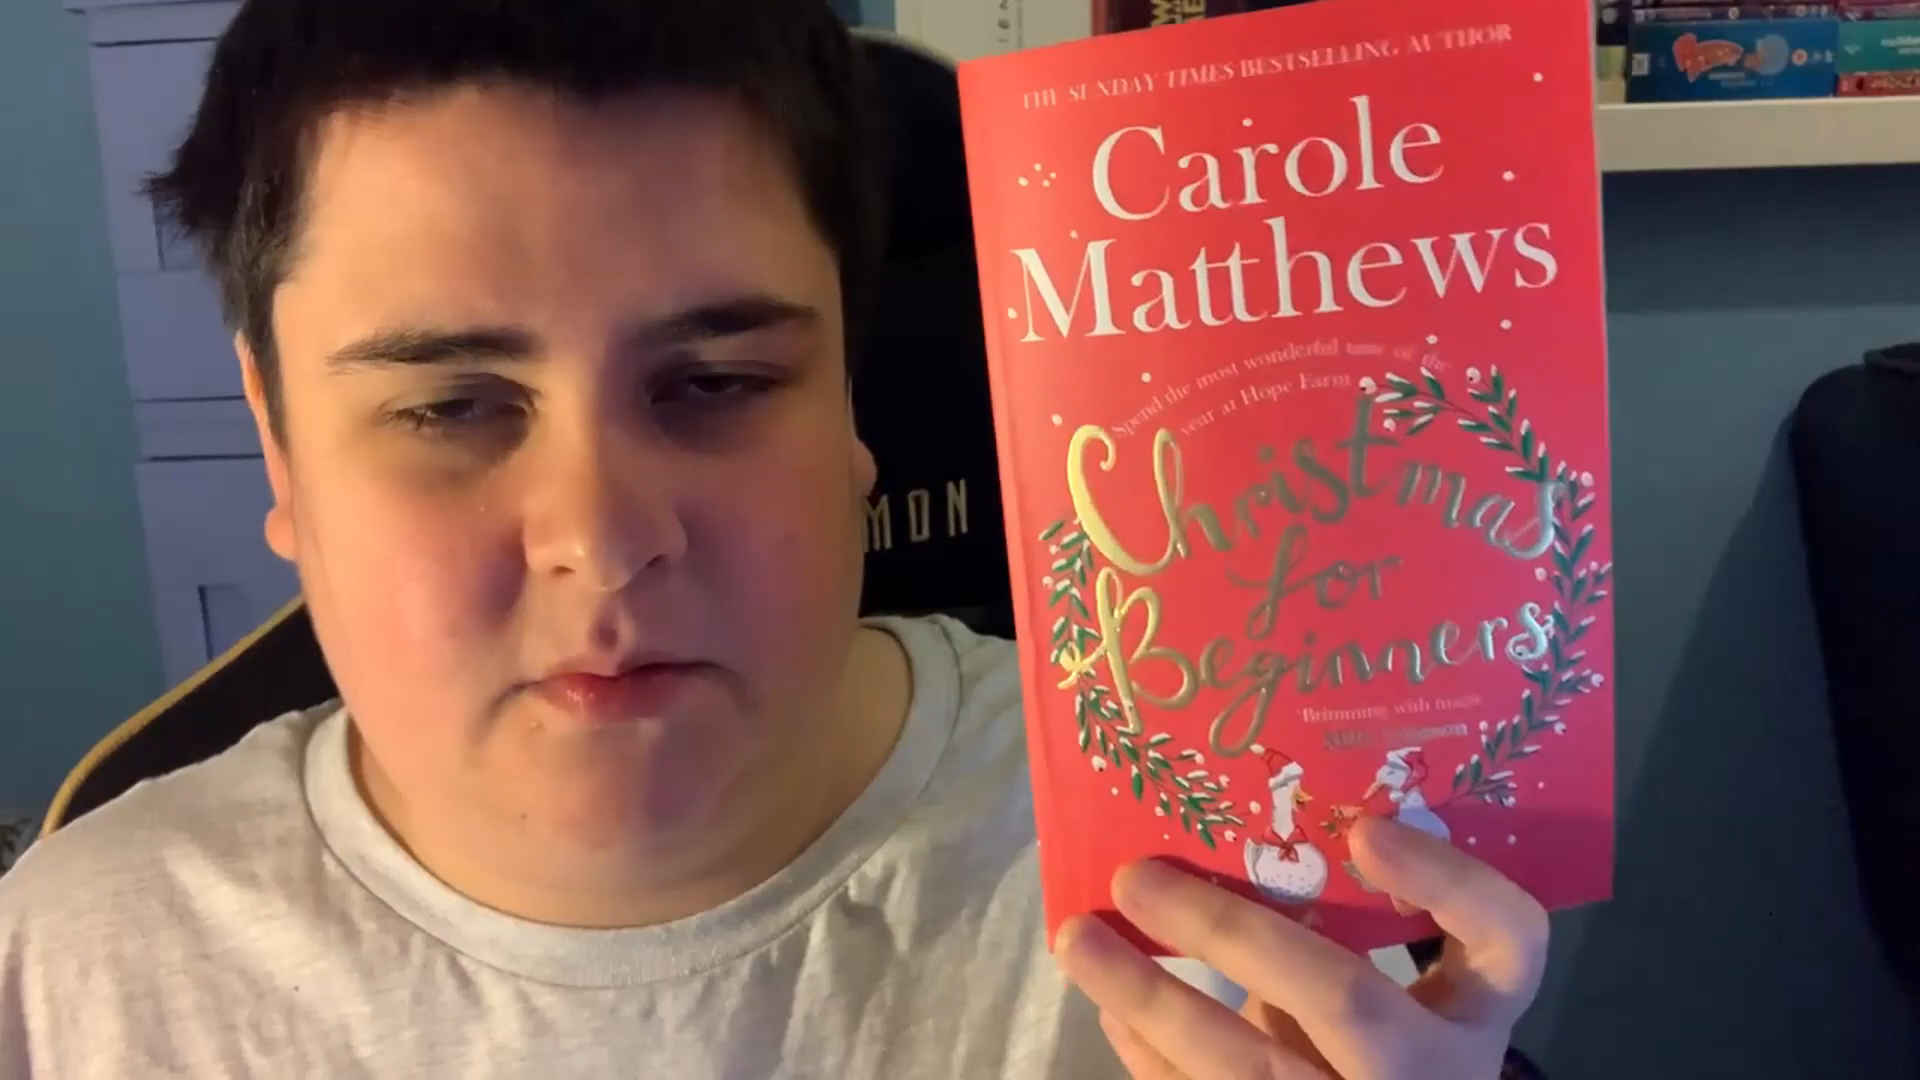 THE SUNDAY TIMES BESTSELLING AUTHOR
Carole
Matthews
Spend the most wonderful time of the
year at Hope Farm
Christmas
for
Beginners
'Brimming with
MON